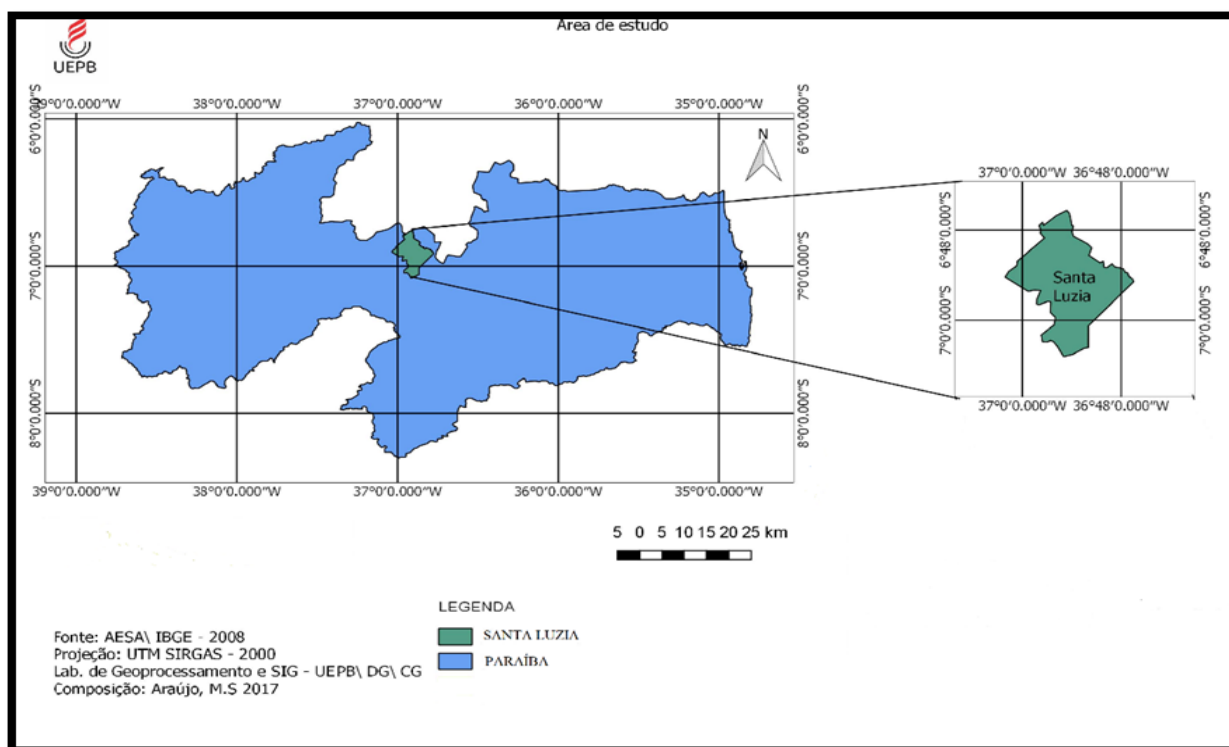 Área de estudo
UEPB
39°0'0.000"W 38°0'0.000"W 37°0'0.000"W 36°0'0.000"W 35°0'0.000"W
6°0'0.000"S 6°0'0.000"S
N
7°0'0.000"S 7°0'0.000"S
8°0'0.000"S 8°0'0.000"S
39°0'0.000"W 38°0'0.000"W 37°0'0.000"W 36°0'0.000"W 35°0'0.000"W
37°0'0.000"W 36°48'0.000"W
6°48'0.000"S 6°48'0.000"S
Santa
Luzia
7°0'0.000"S 7°0'0.000"S
37°0'0.000"W 36°48'0.000"W
5 0 5 10 15 20 25 km
LEGENDA
SANTA LUZIA
PARAÍBA
Fonte: AESA\ IBGE - 2008
Projeção: UTM SIRGAS - 2000
Lab. de Geoprocessamento e SIG - UEPB\ DG\ CG
Composição: Araújo, M.S 2017